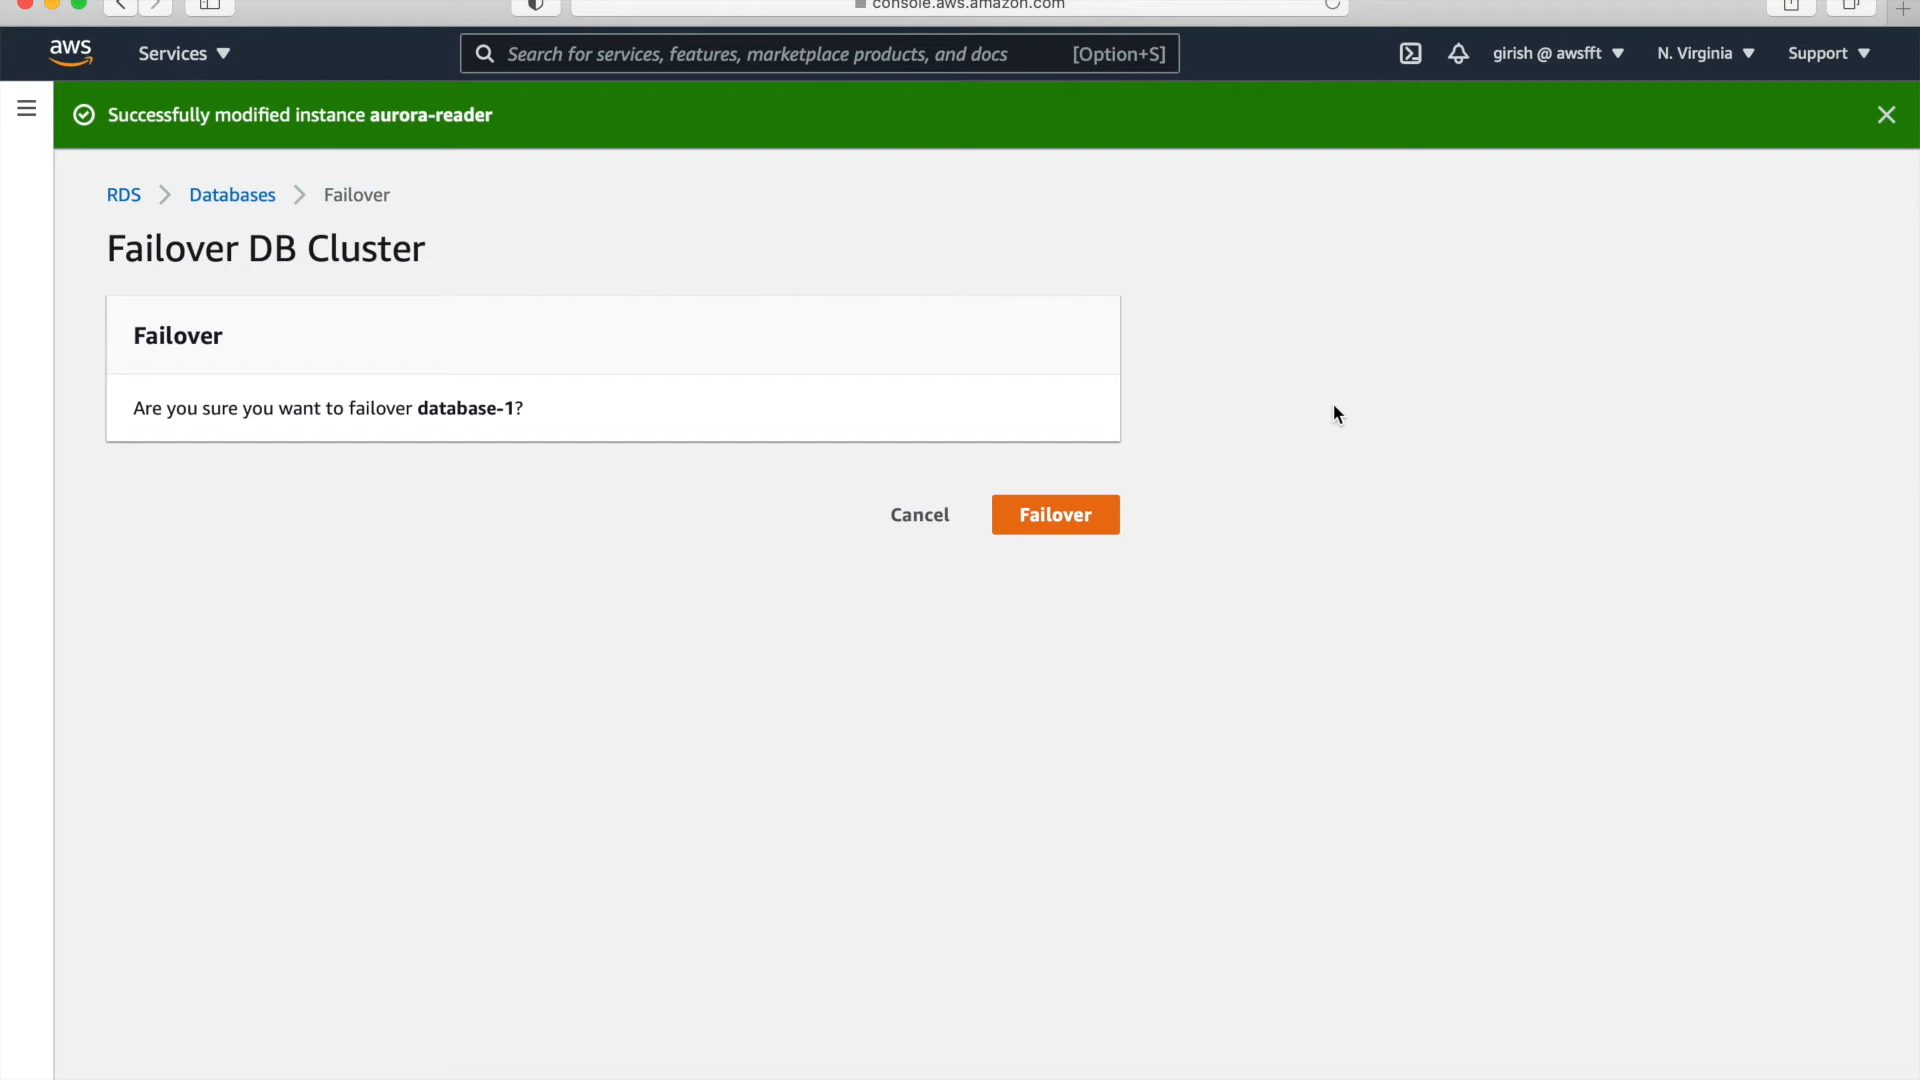 console.aws.amazon.com
aws
Services
Search for services, features, marketplace products, and docs
[Option+S]
girish @ awsfft
N. Virginia
Support
Successfully modified instance aurora-reader
RDS
Databases
Failover
Failover DB Cluster
Failover
Are you sure you want to failover database-1?
Cancel
Failover